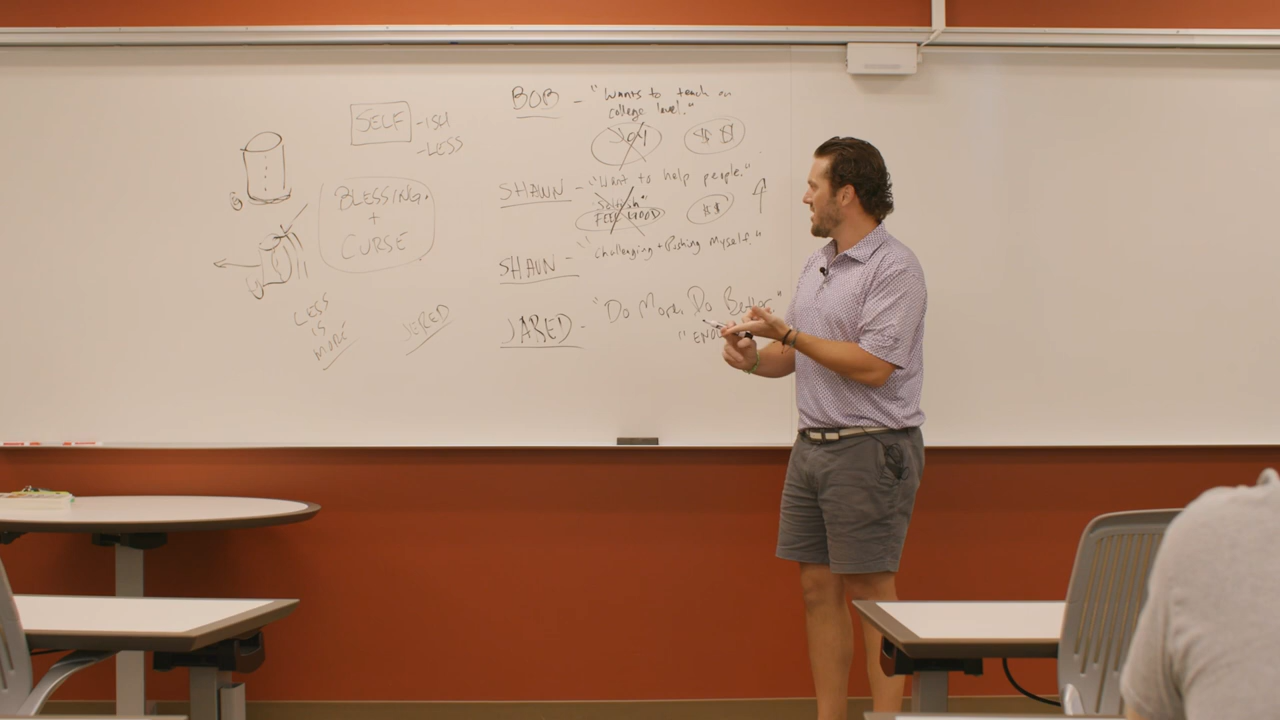 SELF -ISH
-LESS
BLESSING.
+
CURSE
LESS
IS
MORE
JERED
BOB - "Wants to teach on
college level."
JOY $$
SHAWN - "Want to help people."
Selfish"
FEEL GOOD $$
SHAUN - "Challenging + Pushing Myself."
JARED - "Do More, Do Better."